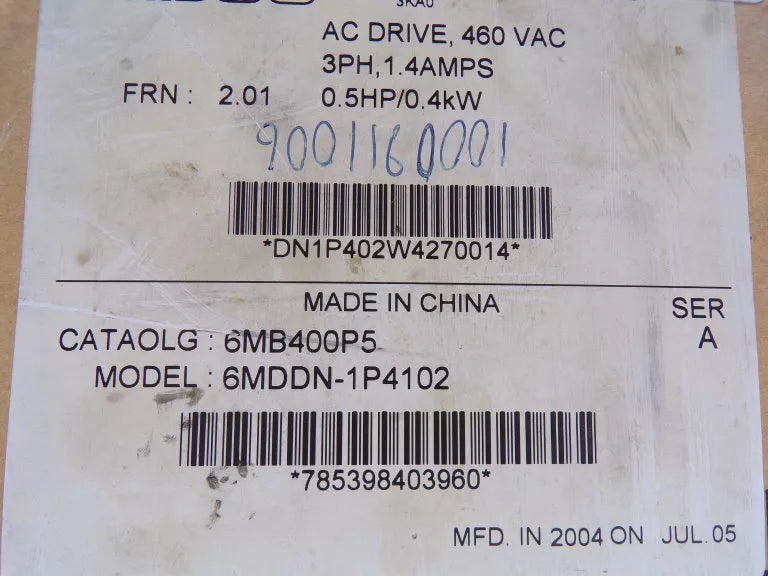 3KA0
AC DRIVE, 460 VAC
3PH,1.4AMPS
FRN : 2.01 0.5HP/0.4kW
9001160001
*DN1P402W4270014*
MADE IN CHINA
SER
A
CATAOLG : 6MB400P5
MODEL : 6MDDN-1P4102
*785398403960*
MFD. IN 2004 ON JUL.05